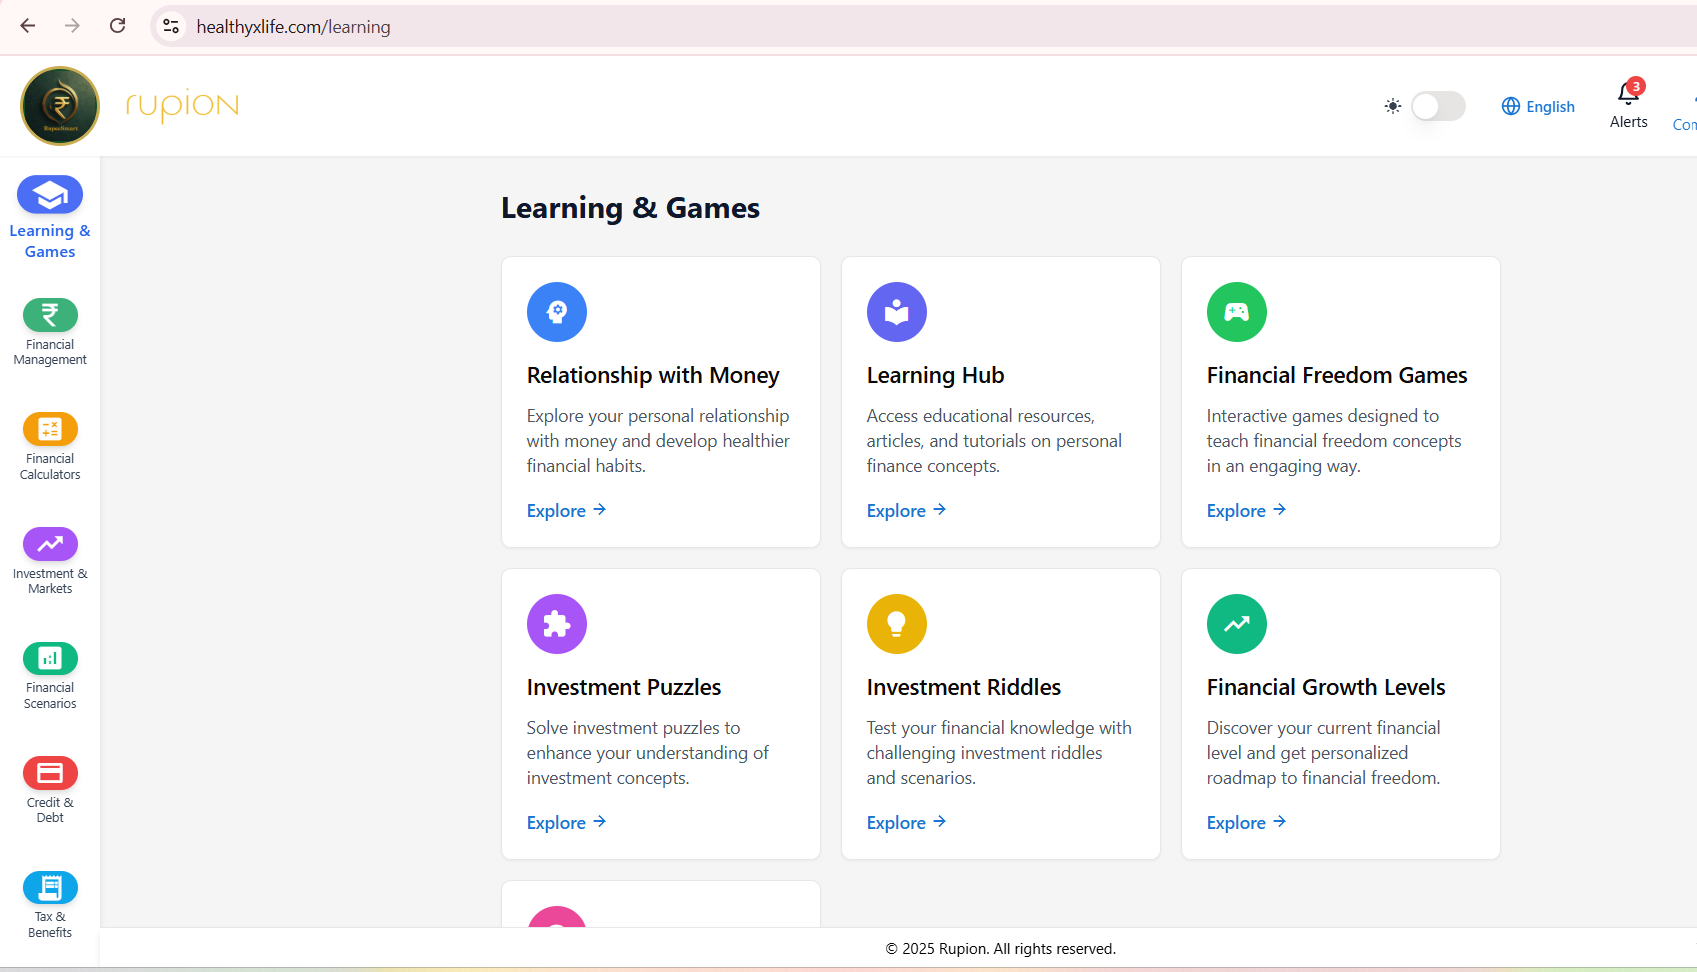 healthyxlife.com/learning
RupeeSmart
rupion
English
3
Alerts
Com
Learning &
Games
Financial
Management
Financial
Calculators
Investment &
Markets
Financial
Scenarios
Credit &
Debt
Tax &
Benefits
Learning & Games
Relationship with Money
Explore your personal relationship
with money and develop healthier
financial habits.
Explore →
Learning Hub
Access educational resources,
articles, and tutorials on personal
finance concepts.
Explore →
Financial Freedom Games
Interactive games designed to
teach financial freedom concepts
in an engaging way.
Explore →
Investment Puzzles
Solve investment puzzles to
enhance your understanding of
investment concepts.
Explore →
Investment Riddles
Test your financial knowledge with
challenging investment riddles
and scenarios.
Explore →
Financial Growth Levels
Discover your current financial
level and get personalized
roadmap to financial freedom.
Explore →
© 2025 Rupion. All rights reserved.